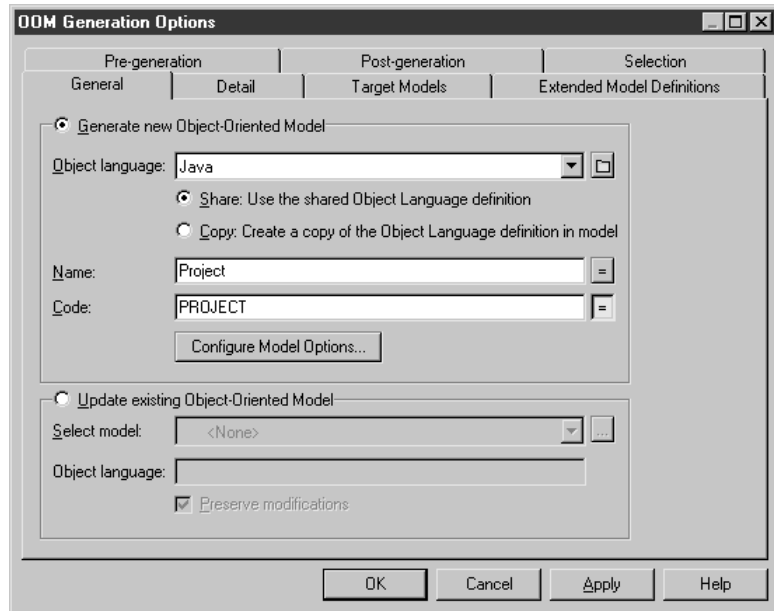 OOM Generation Options
Pre-generation Post-generation Selection
General Detail Target Models Extended Model Definitions
Generate new Object-Oriented Model
Object language: Java
Share: Use the shared Object Language definition
Copy: Create a copy of the Object Language definition in model
Name: Project =
Code: PROJECT =
Configure Model Options...
Update existing Object-Oriented Model
Select model: <None> ...
Object language:
Preserve modifications
OK Cancel Apply Help